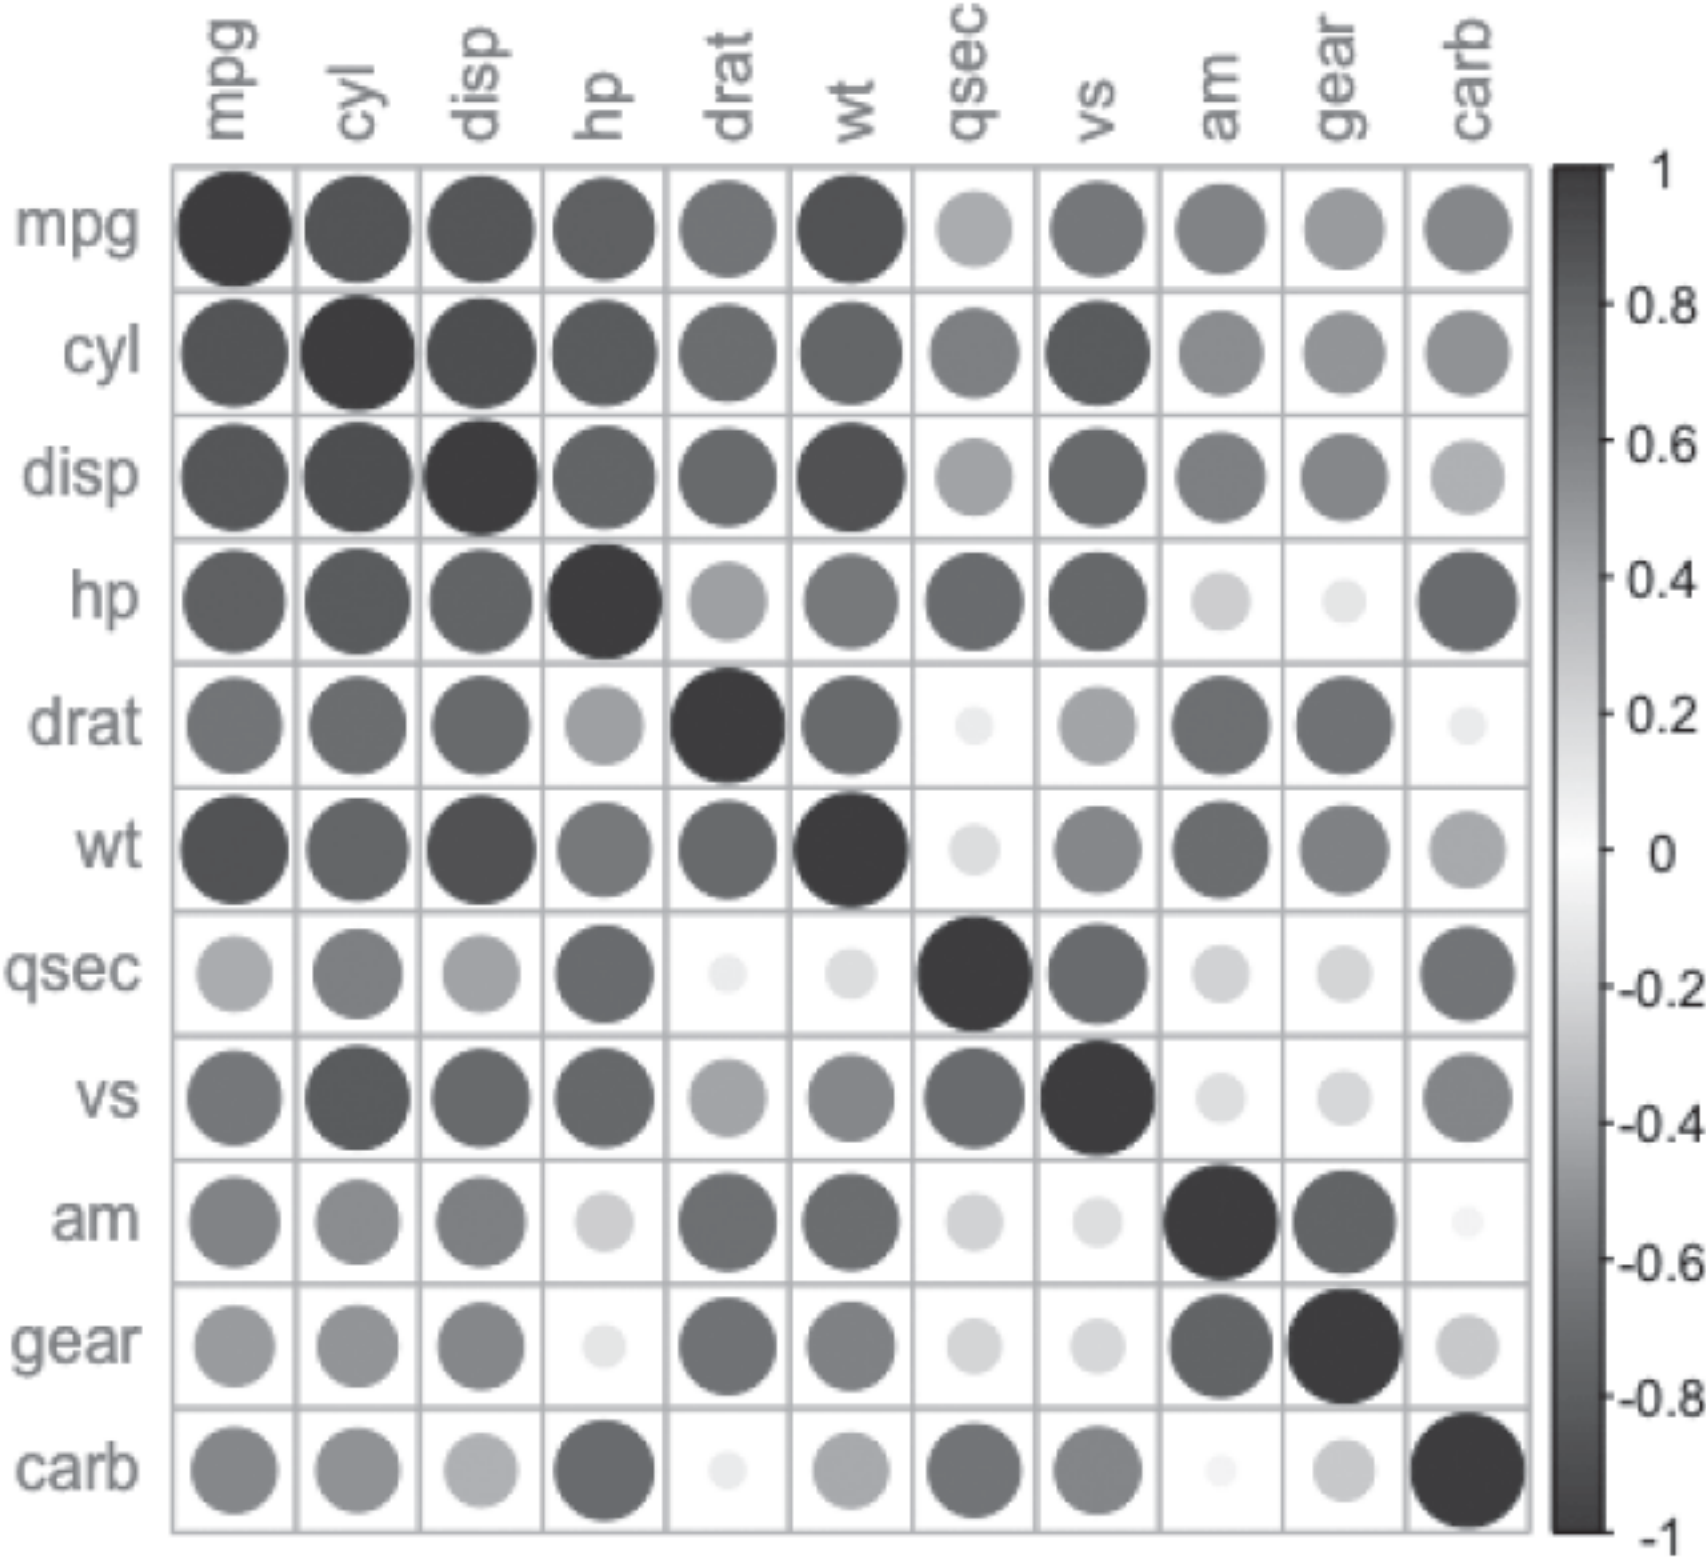 mpg cyl disp hp drat wt qsec vs am gear carb
mpg
cyl
disp
hp
drat
wt
qsec
vs
am
gear
carb
1
0.8
0.6
0.4
0.2
0
-0.2
-0.4
-0.6
-0.8
-1